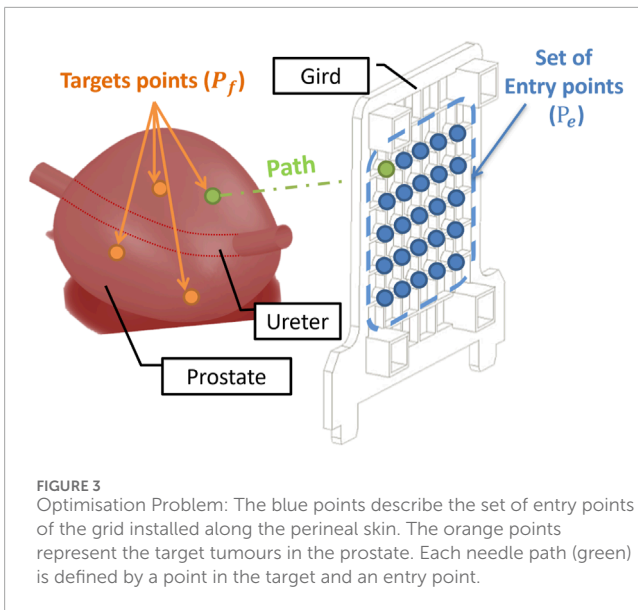 Targets points (P_f)
Gird
Set of
Entry points
(P_e)
Path
Ureter
Prostate
FIGURE 3
Optimisation Problem: The blue points describe the set of entry points
of the grid installed along the perineal skin. The orange points
represent the target tumours in the prostate. Each needle path (green)
is defined by a point in the target and an entry point.